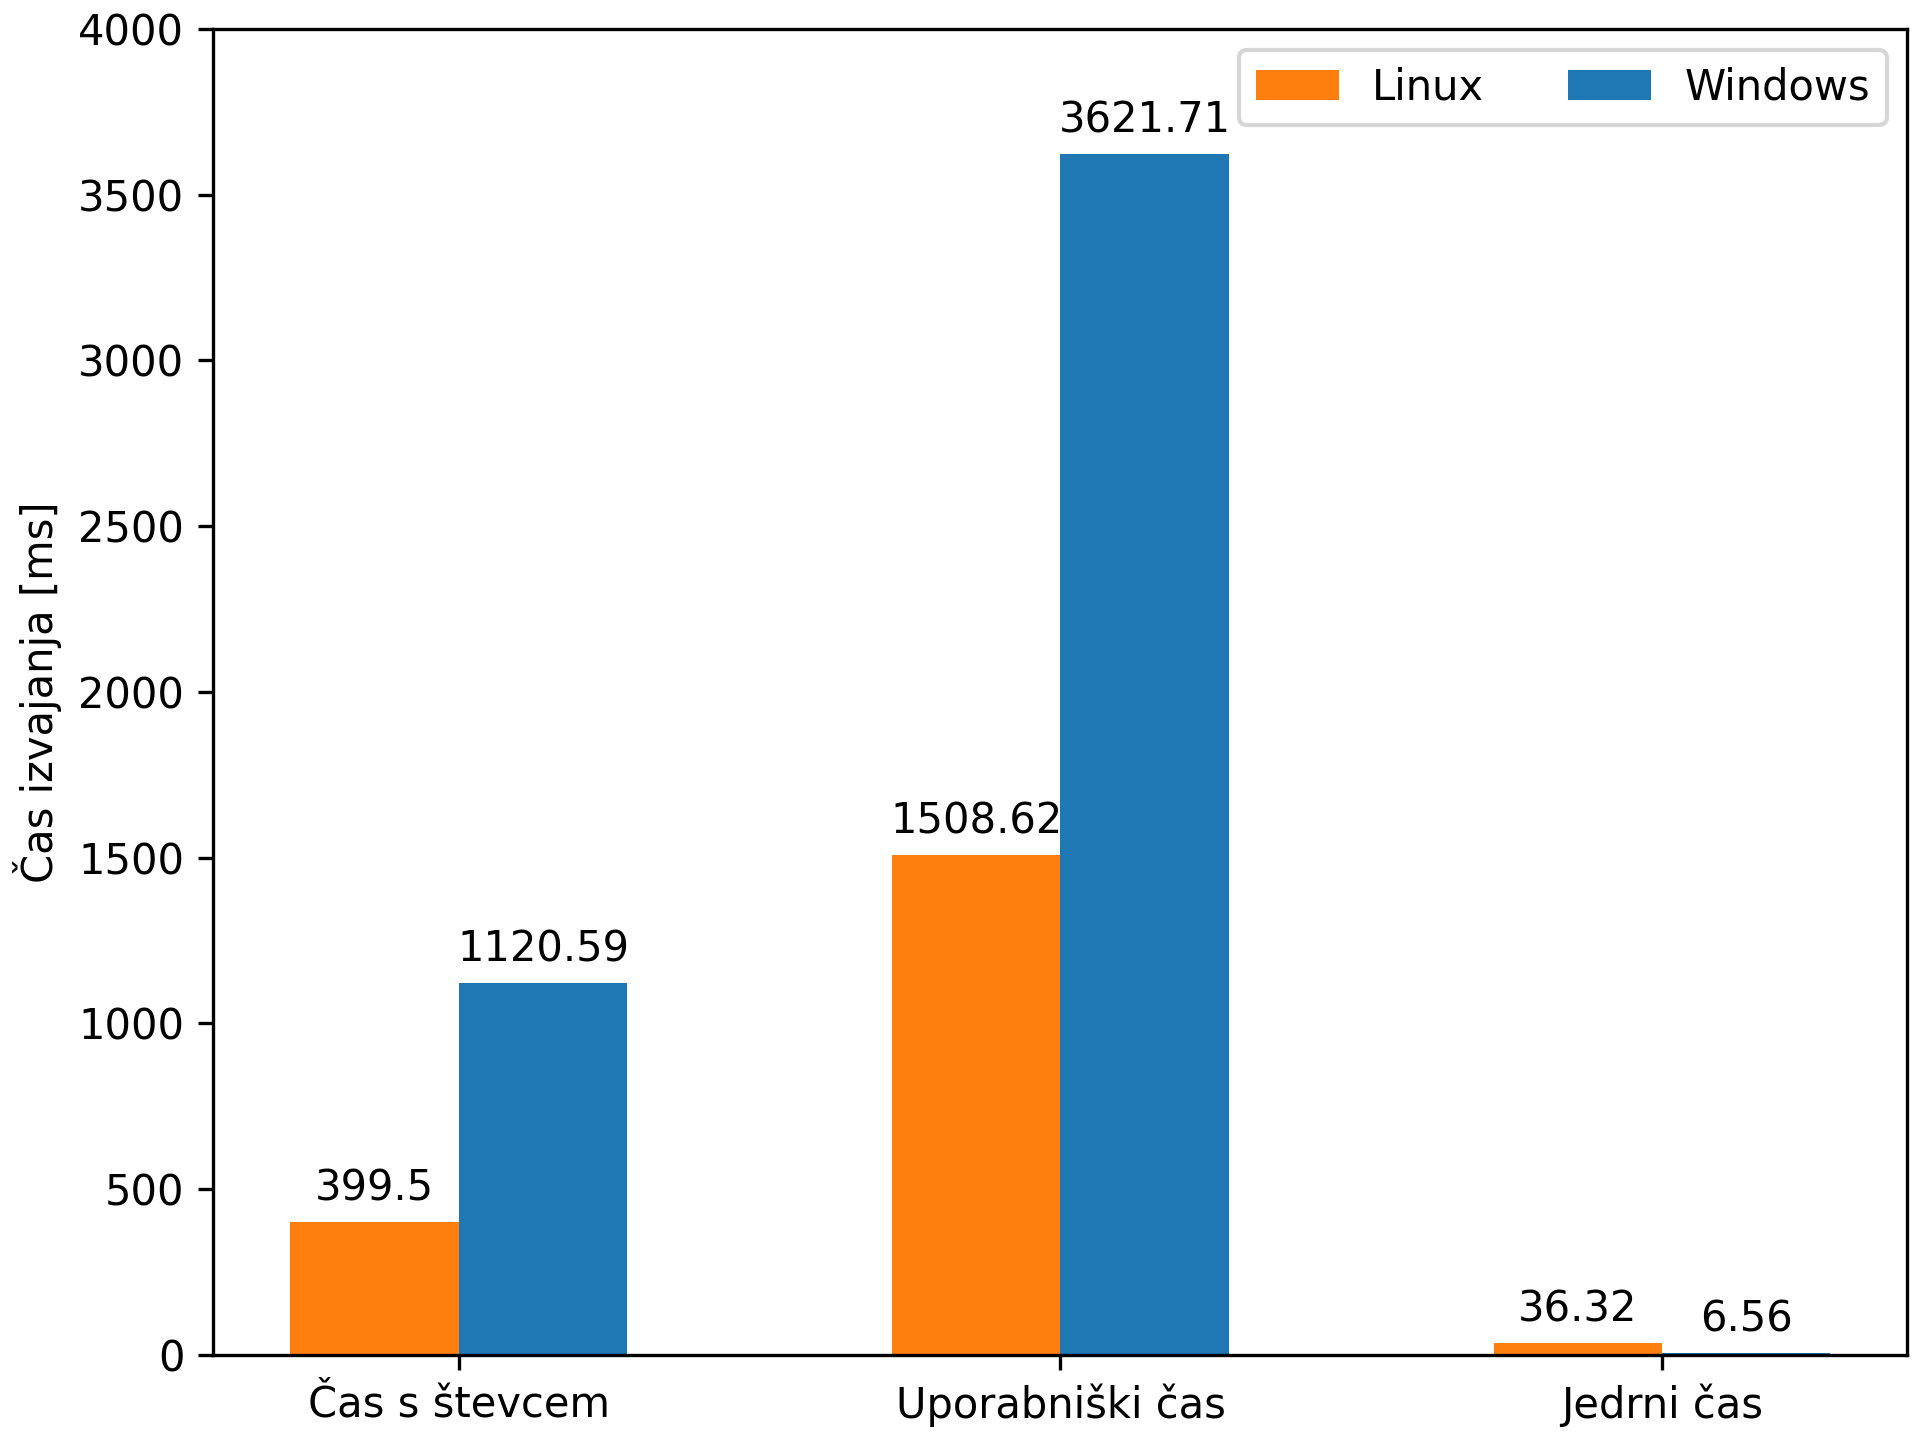 Linux
Windows
4000
3500
3000
2500
2000
1500
1000
500
0
Čas izvajanja [ms]
399.5
1120.59
1508.62
3621.71
36.32
6.56
Čas s števcem
Uporabniški čas
Jedrni čas